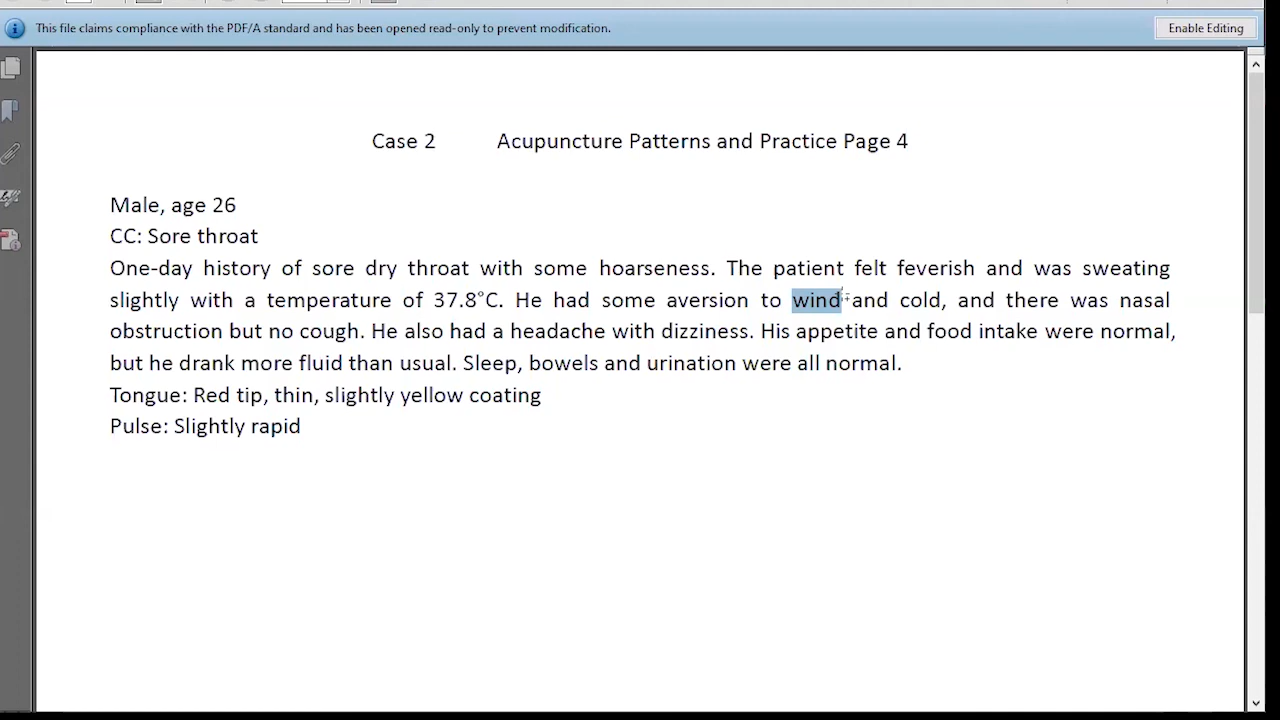 This file claims compliance with the PDF/A standard and has been opened read-only to prevent modification.
Enable Editing
Case 2 Acupuncture Patterns and Practice Page 4
Male, age 26
CC: Sore throat
One-day history of sore dry throat with some hoarseness. The patient felt feverish and was sweating
slightly with a temperature of 37.8°C. He had some aversion to wind and cold, and there was nasal
obstruction but no cough. He also had a headache with dizziness. His appetite and food intake were normal,
but he drank more fluid than usual. Sleep, bowels and urination were all normal.
Tongue: Red tip, thin, slightly yellow coating
Pulse: Slightly rapid